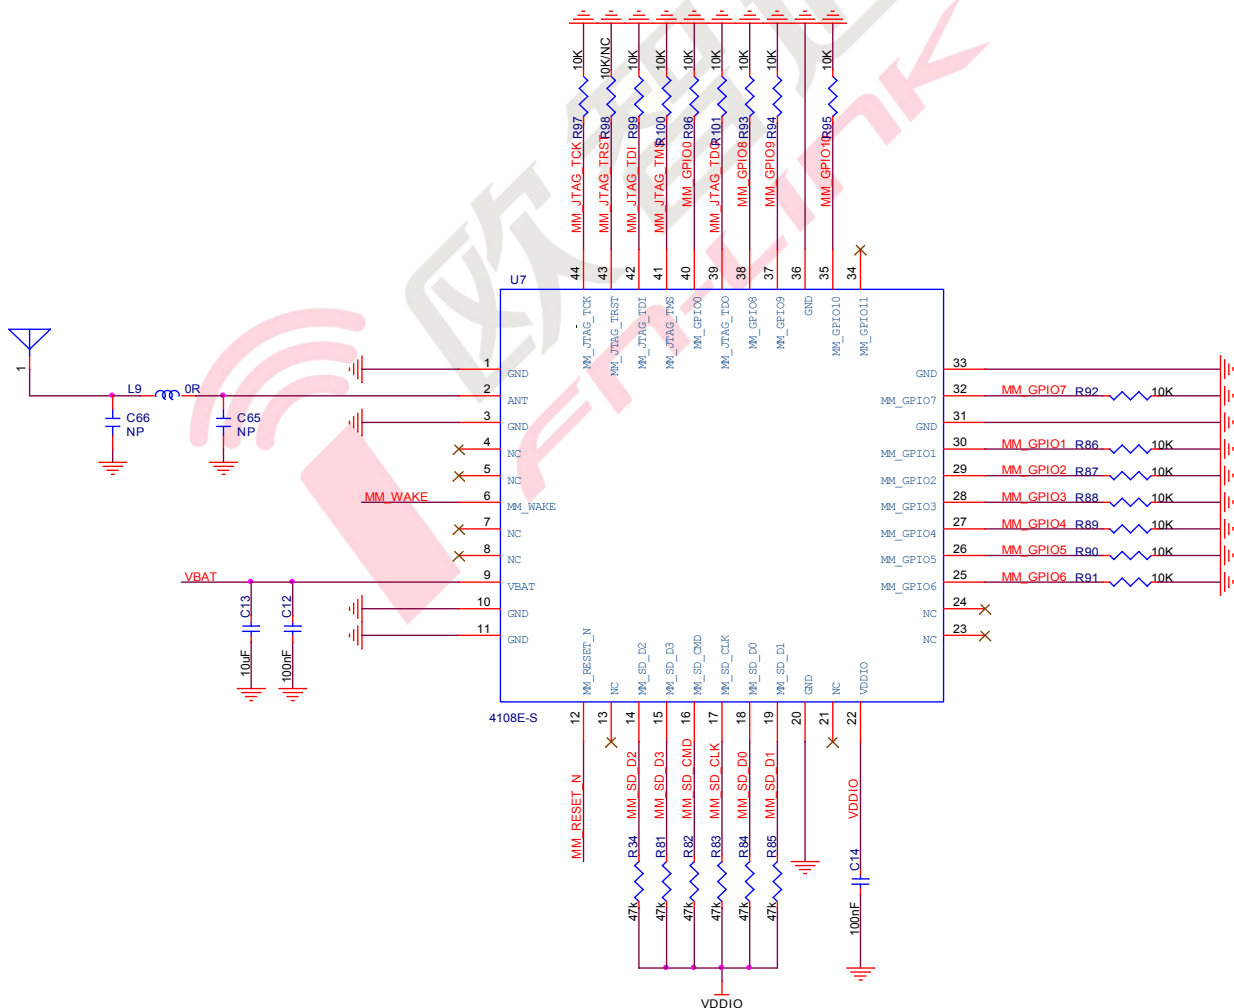 10K
10K/NC
10K
10K
10K
10K
10K
10K
10K
R97
R98
R99
R100
R96
R101
R93
R94
R95
MM_JTAG_TCK
MM_JTAG_TRST
MM_JTAG_TDI
MM_JTAG_TMS
MM_GPIO0
MM_JTAG_TDO
MM_GPIO8
MM_GPIO9
MM_GPIO10
44
43
42
41
40
39
38
37
36
35
34
U7
MM_JTAG_TCK
MM_JTAG_TRST
MM_JTAG_TDI
MM_JTAG_TMS
MM_GPIO0
MM_JTAG_TDO
MM_GPIO8
MM_GPIO9
GND
MM_GPIO10
MM_GPIO11
1
L9 0R
C66
NP
C65
NP
1 GND
2 ANT
3 GND
4 NC
5 NC
MM_WAKE 6 MM_WAKE
7 NC
8 NC
VBAT 9 VBAT
10 GND
11 GND
C13
10uF
C12
100nF
GND 33
MM_GPIO7 32 MM_GPIO7 R92 10K
GND 31
MM_GPIO1 30 MM_GPIO1 R86 10K
MM_GPIO2 29 MM_GPIO2 R87 10K
MM_GPIO3 28 MM_GPIO3 R88 10K
MM_GPIO4 27 MM_GPIO4 R89 10K
MM_GPIO5 26 MM_GPIO5 R90 10K
MM_GPIO6 25 MM_GPIO6 R91 10K
NC 24
NC 23
MM_RESET_N
NC
MM_SD_D2
MM_SD_D3
MM_SD_CMD
MM_SD_CLK
MM_SD_D0
MM_SD_D1
GND
NC
VDDIO
4108E-S
12
13
14
15
16
17
18
19
20
21
22
MM_RESET_N
MM_SD_D2
MM_SD_D3
MM_SD_CMD
MM_SD_CLK
MM_SD_D0
MM_SD_D1
VDDIO
R34
R81
R82
R83
R84
R85
C14
47k
47k
47k
47k
47k
47k
100nF
VDDIO
欧智通
Fn-Link